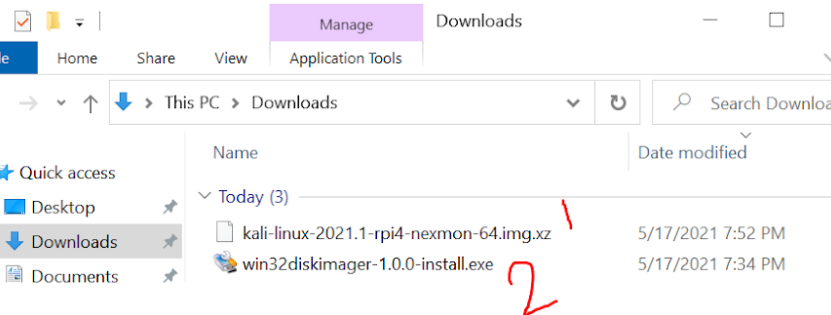 Manage
Downloads
le
Home
Share
View
Application Tools
This PC
Downloads
Search Downloa
Name
Date modified
Quick access
Today (3)
Desktop
kali-linux-2021.1-rpi4-nexmon-64.img.xz
1
5/17/2021 7:52 PM
Downloads
win32diskimager-1.0.0-install.exe
2
5/17/2021 7:34 PM
Documents